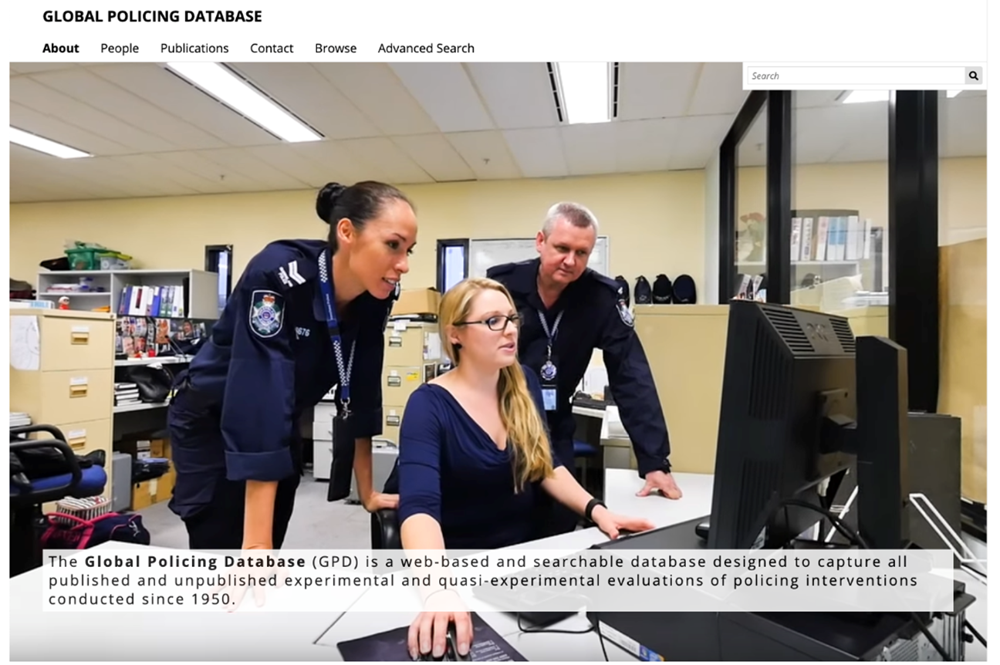 GLOBAL POLICING DATABASE
About People Publications Contact Browse Advanced Search
Search
The Global Policing Database (GPD) is a web-based and searchable database designed to capture all
published and unpublished experimental and quasi-experimental evaluations of policing interventions
conducted since 1950.